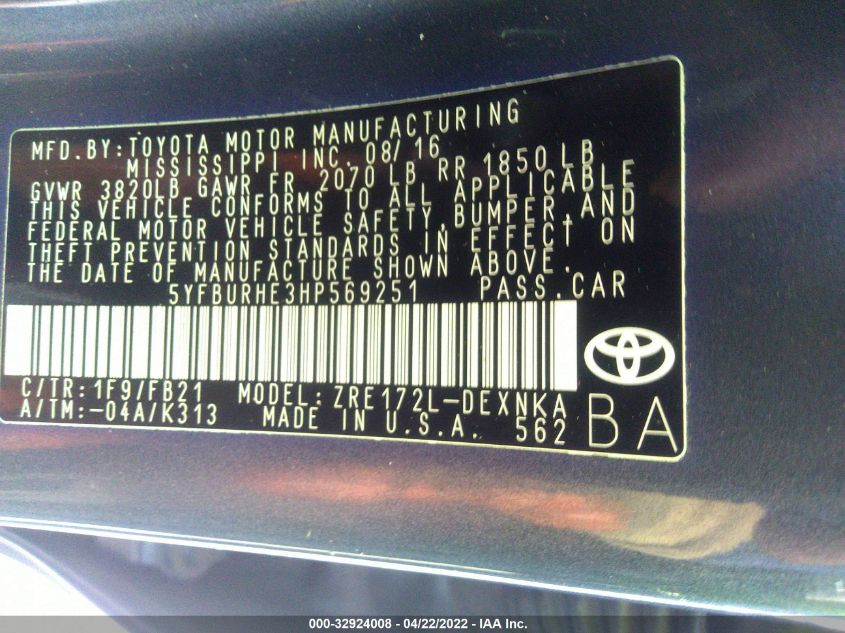 MFD.BY:TOYOTA MOTOR MANUFACTURING
MISSISSIPPI INC. 08/16
GVWR 3820LB GAWR FR 2070 LB RR 1850 LB
THIS VEHICLE CONFORMS TO ALL APPLICABLE
FEDERAL MOTOR VEHICLE SAFETY,BUMPER,AND
THEFT PREVENTION STANDARDS IN EFFECT ON
THE DATE OF MANUFACTURE SHOWN ABOVE.
5YFBURHE3HP569251 PASS.CAR
C/TR:1F9/FB21 MODEL:ZRE172L-DEXNKA
A/TM:-04A/K313 MADE IN U.S.A. 562
BA
000-32924008 - 04/22/2022 - IAA Inc.